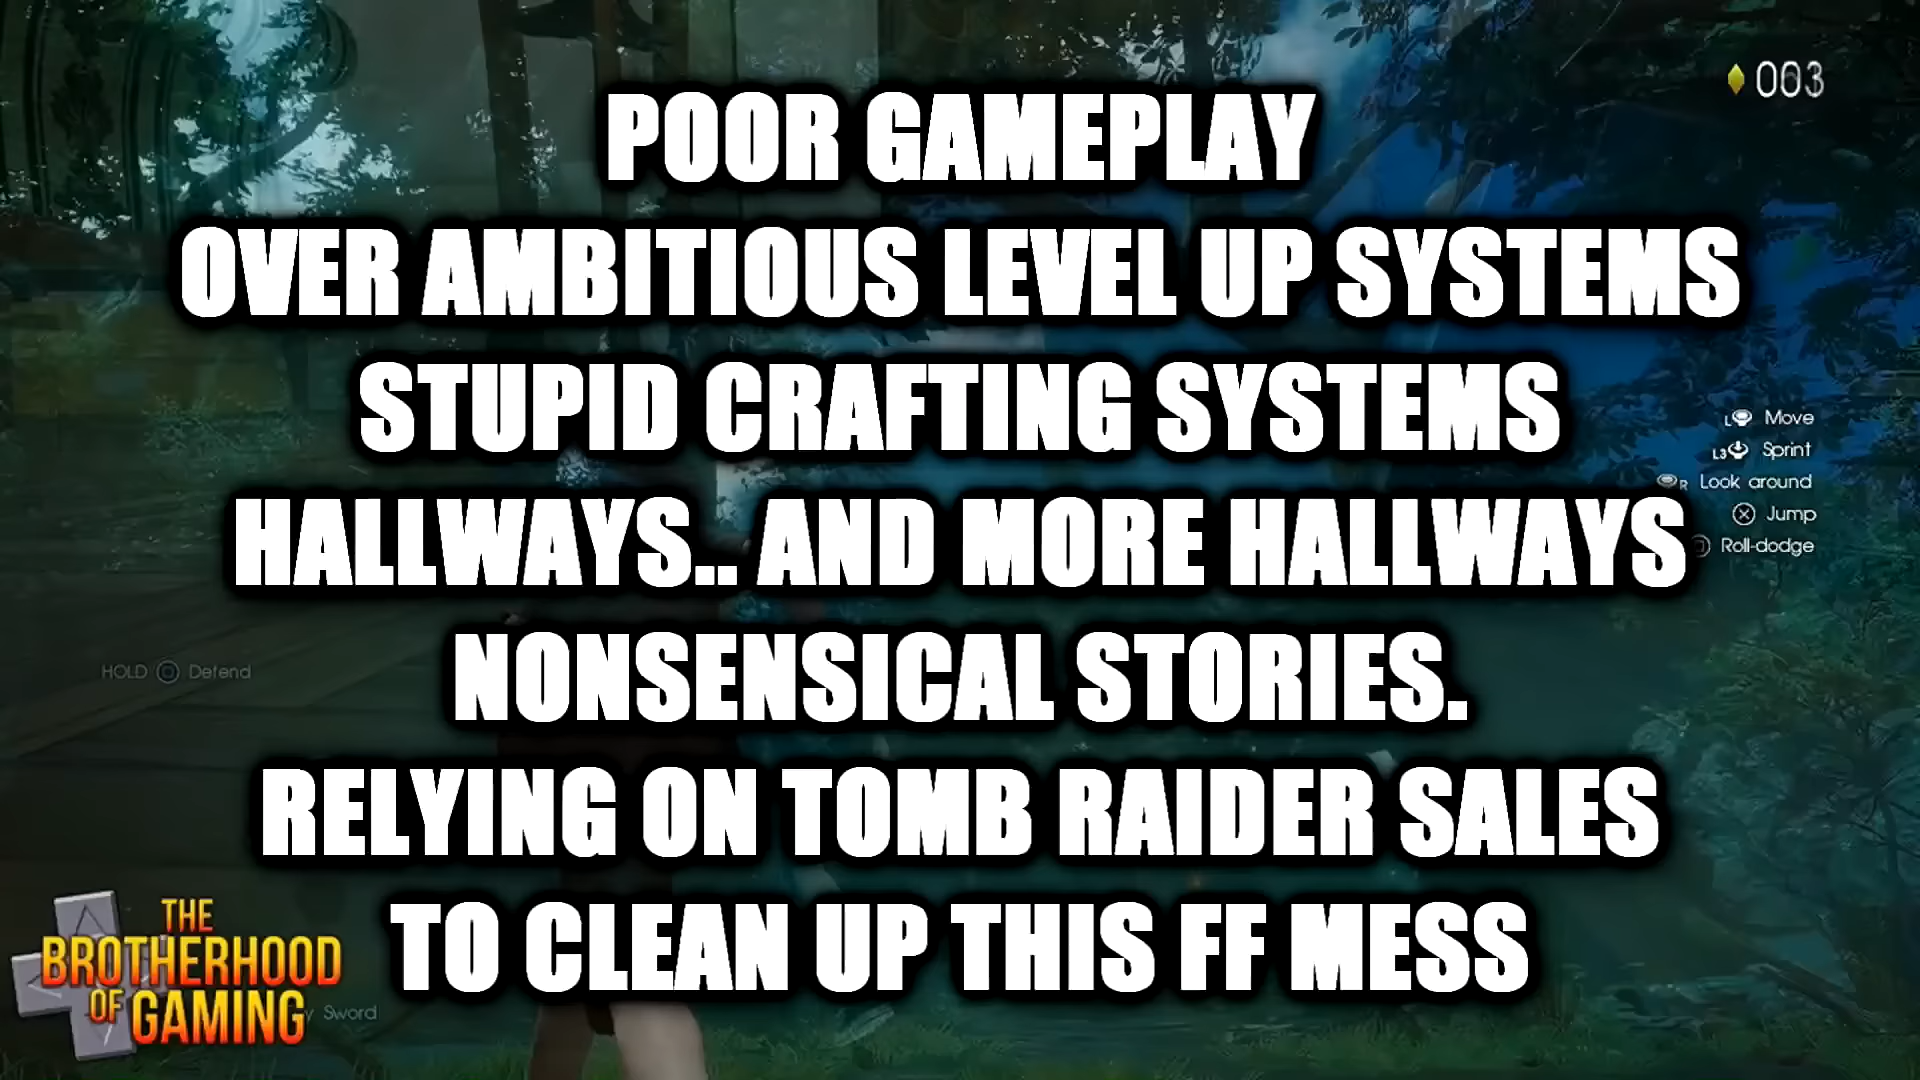 003
POOR GAMEPLAY
OVER AMBITIOUS LEVEL UP SYSTEMS
STUPID CRAFTING SYSTEMS
L Move
L3 Sprint
R Look around
Jump
Roll-dodge
HALLWAYS.. AND MORE HALLWAYS
NONSENSICAL STORIES.
HOLD Defend
RELYING ON TOMB RAIDER SALES
TO CLEAN UP THIS FF MESS
THE
BROTHERHOOD
OF GAMING
Sword